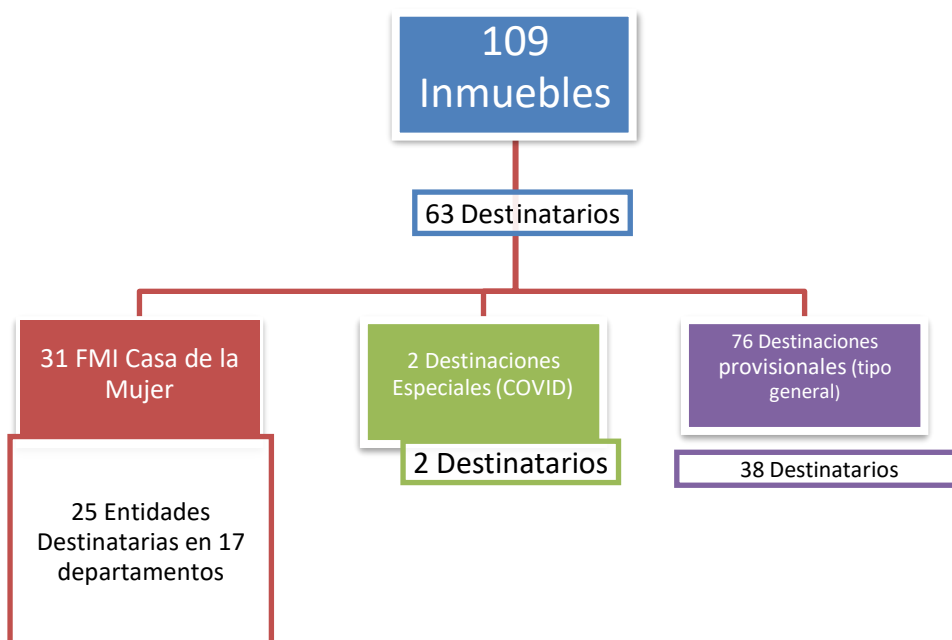 109
Inmuebles
63 Destinatarios
31 FMI Casa de la
Mujer
2 Destinaciones
Especiales (COVID)
76 Destinaciones
provisionales (tipo
general)
2 Destinatarios
38 Destinatarios
25 Entidades
Destinatarias en 17
departamentos